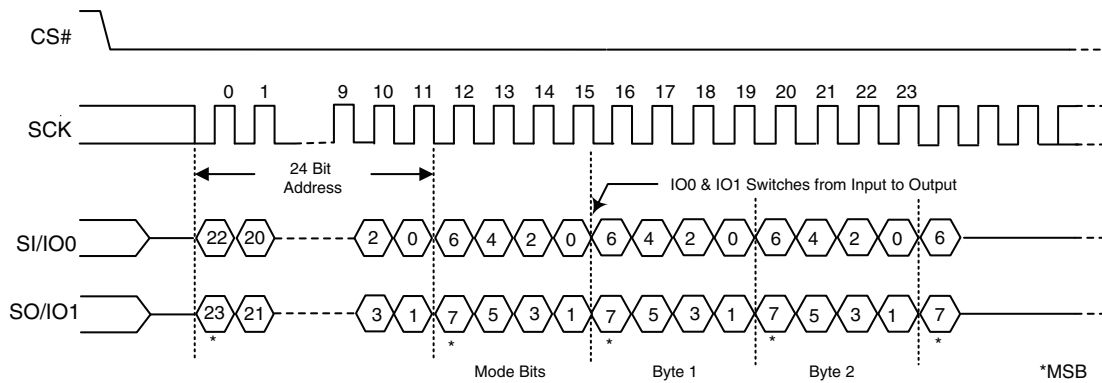 CS#
0 1 9 10 11 12 13 14 15 16 17 18 19 20 21 22 23
SCK
24 Bit
Address
IO0 & IO1 Switches from Input to Output
SI/IO0 22 20 2 0 6 4 2 0 6 4 2 0 6 4 2 0 6
SO/IO1 23 21 3 1 7 5 3 1 7 5 3 1 7 5 3 1 7
* * * * *
Mode Bits Byte 1 Byte 2 *MSB